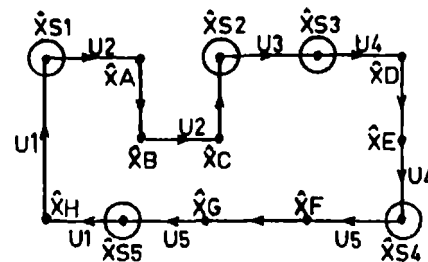 x̂S1 U2 x̂S2 U3 x̂S3 U4
x̂A x̂D
U1 x̂B U2 x̂C x̂E
U4
x̂H x̂G x̂F
U1 x̂S5 U5 U5 x̂S4